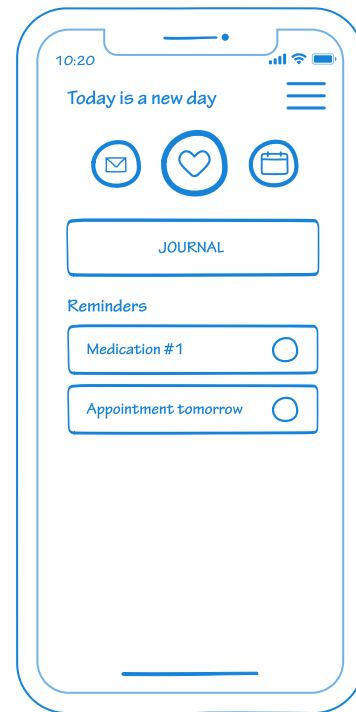 10:20
Today is a new day
JOURNAL
Reminders
Medication #1
Appointment tomorrow